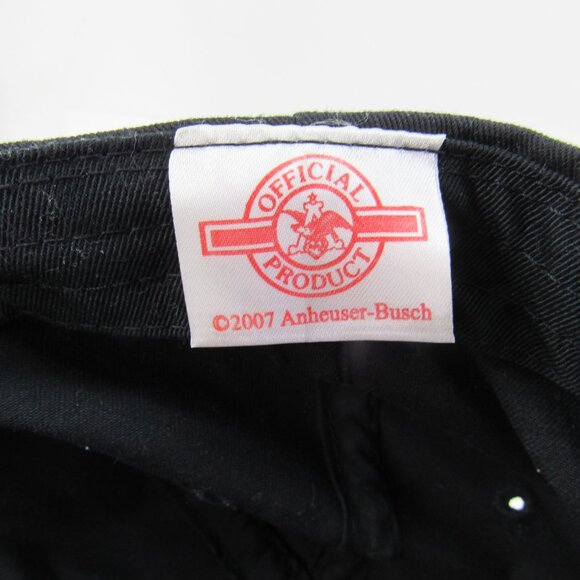 OFFICIAL
PRODUCT
©2007 Anheuser-Busch